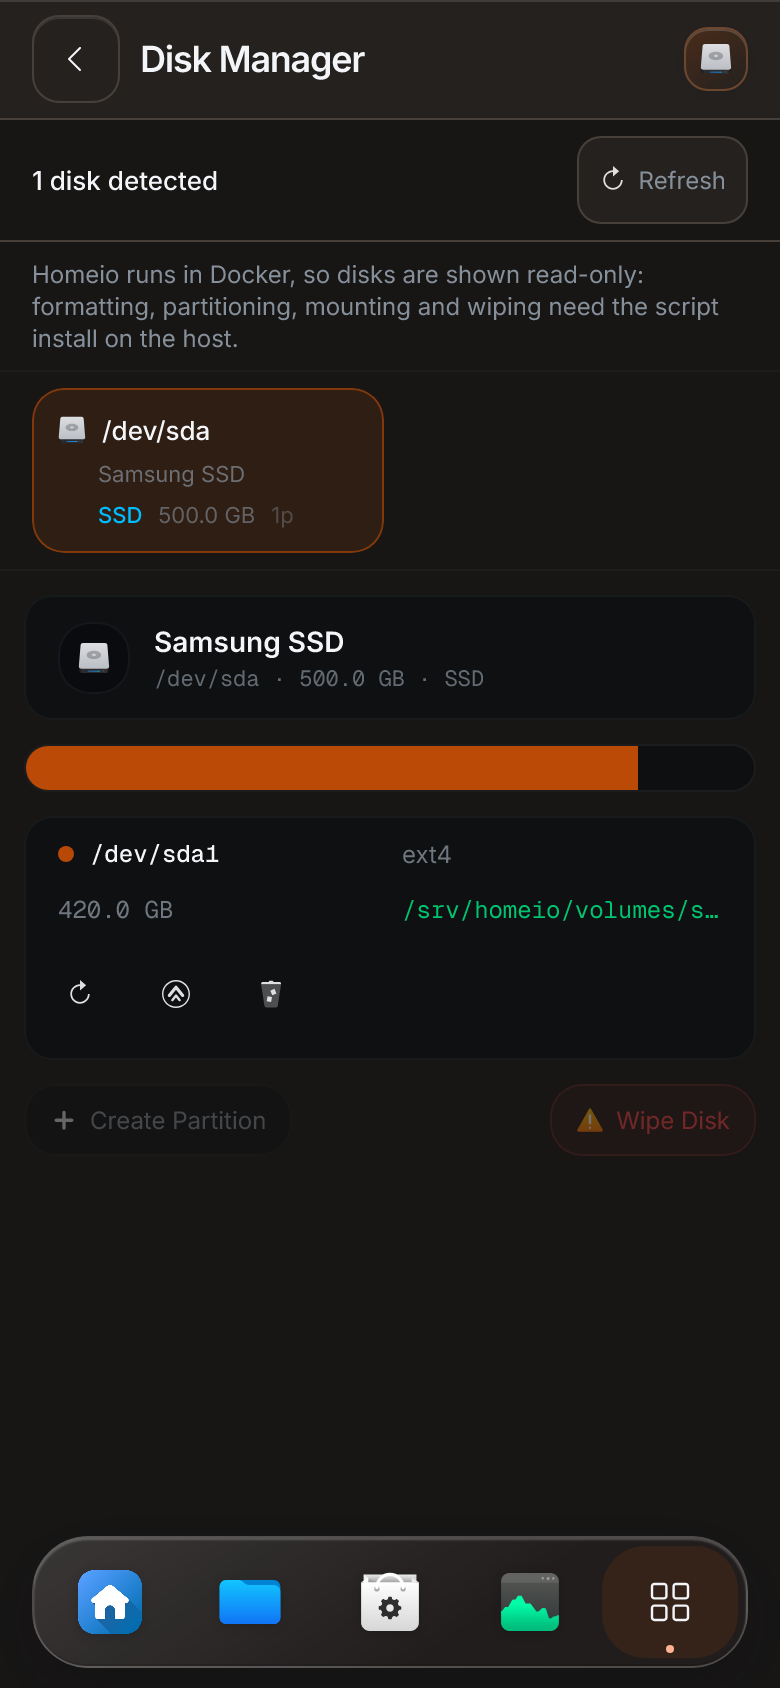 Disk Manager
1 disk detected
Refresh
Homeio runs in Docker, so disks are shown read-only:
formatting, partitioning, mounting and wiping need the script
install on the host.
/dev/sda
Samsung SSD
SSD 500.0 GB 1p
Samsung SSD
/dev/sda · 500.0 GB · SSD
/dev/sda1 ext4
420.0 GB /srv/homeio/volumes/s…
Create Partition
Wipe Disk